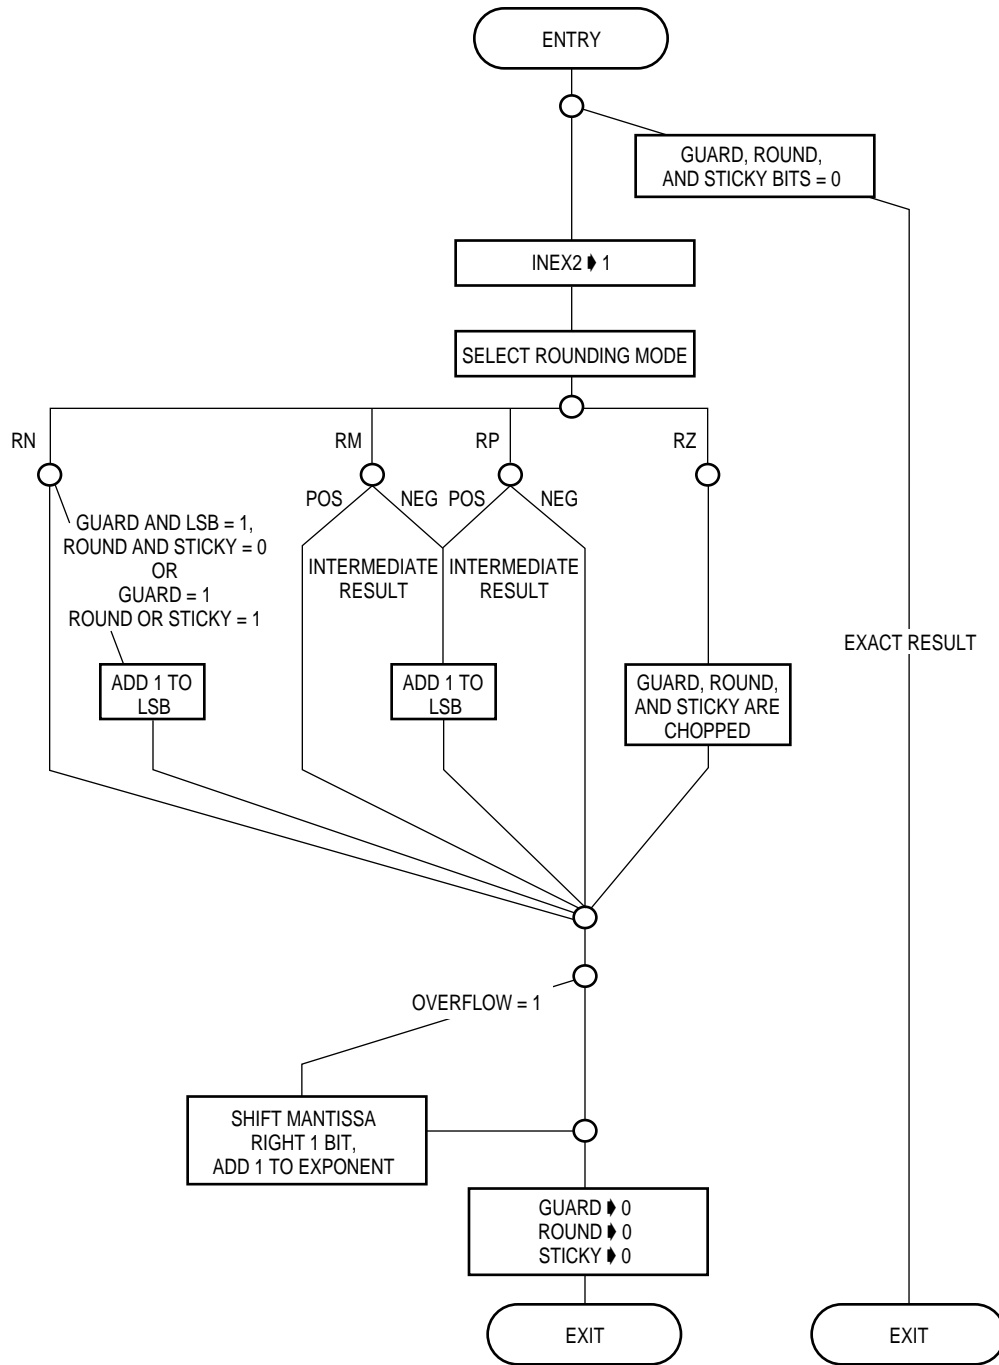 ENTRY
GUARD, ROUND,
AND STICKY BITS = 0
INEX2 ➧ 1
SELECT ROUNDING MODE
RN
RM
RP
RZ
POS
NEG
POS
NEG
GUARD AND LSB = 1,
ROUND AND STICKY = 0
OR
GUARD = 1
ROUND OR STICKY = 1
INTERMEDIATE
RESULT
INTERMEDIATE
RESULT
EXACT RESULT
ADD 1 TO
LSB
ADD 1 TO
LSB
GUARD, ROUND,
AND STICKY ARE
CHOPPED
OVERFLOW = 1
SHIFT MANTISSA
RIGHT 1 BIT,
ADD 1 TO EXPONENT
GUARD ➧ 0
ROUND ➧ 0
STICKY ➧ 0
EXIT
EXIT